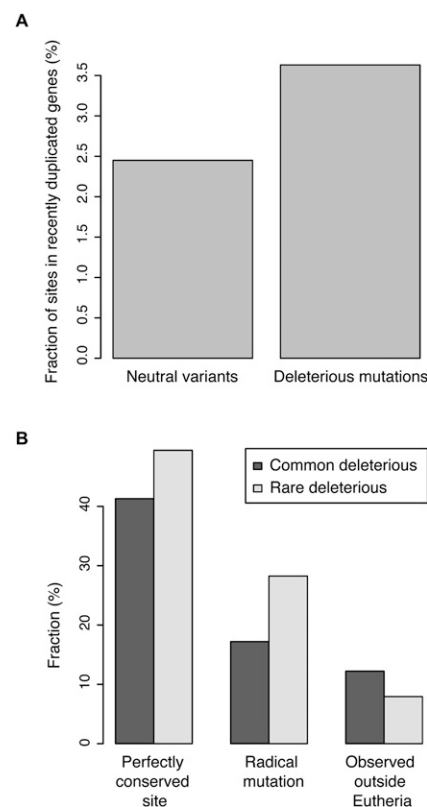 A
Fraction of sites in recently duplicated genes (%)
3.5
3.0
2.5
2.0
1.5
1.0
0.5
0.0
Neutral variants
Deleterious mutations
B
Common deleterious
Rare deleterious
Fraction (%)
40
30
20
10
0
Perfectly
conserved
site
Radical
mutation
Observed
outside
Eutheria